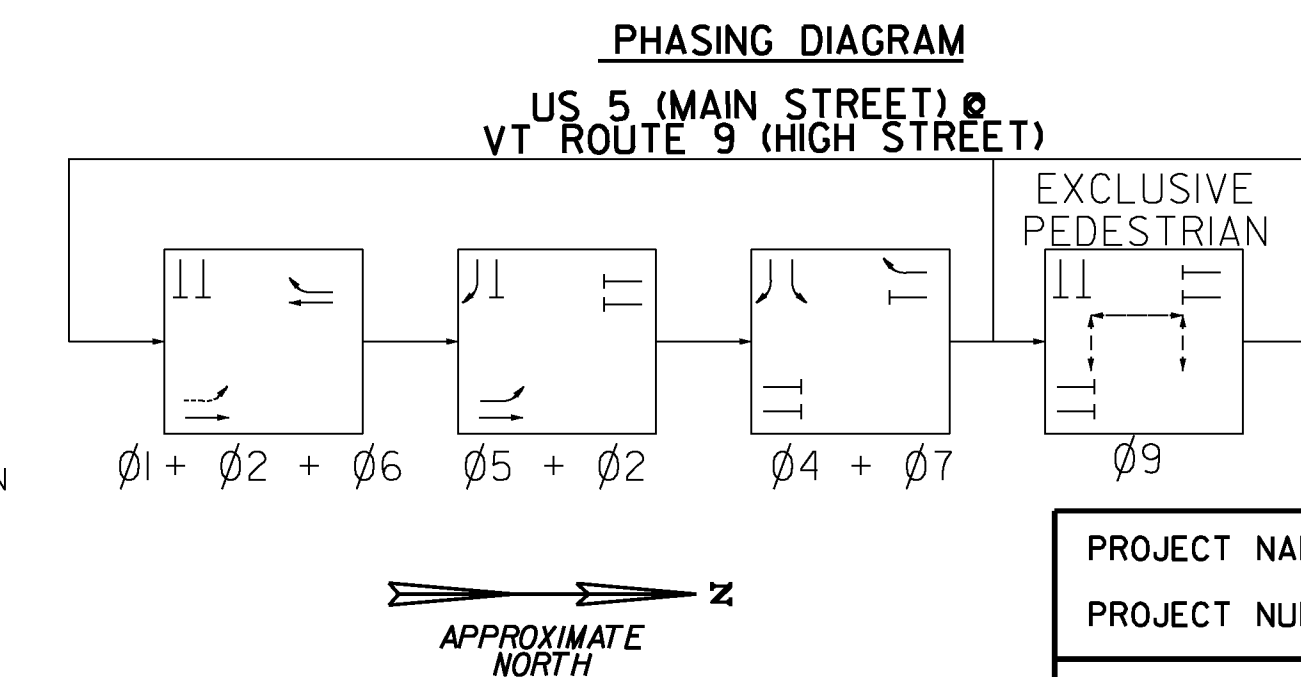 PHASING DIAGRAM
US 5 (MAIN STREET) @
VT ROUTE 9 (HIGH STREET)
EXCLUSIVE
PEDESTRIAN
Ø1 + Ø2 + Ø6
Ø5 + Ø2
Ø4 + Ø7
Ø9
N
N
APPROXIMATE
NORTH
PROJECT
PROJECT